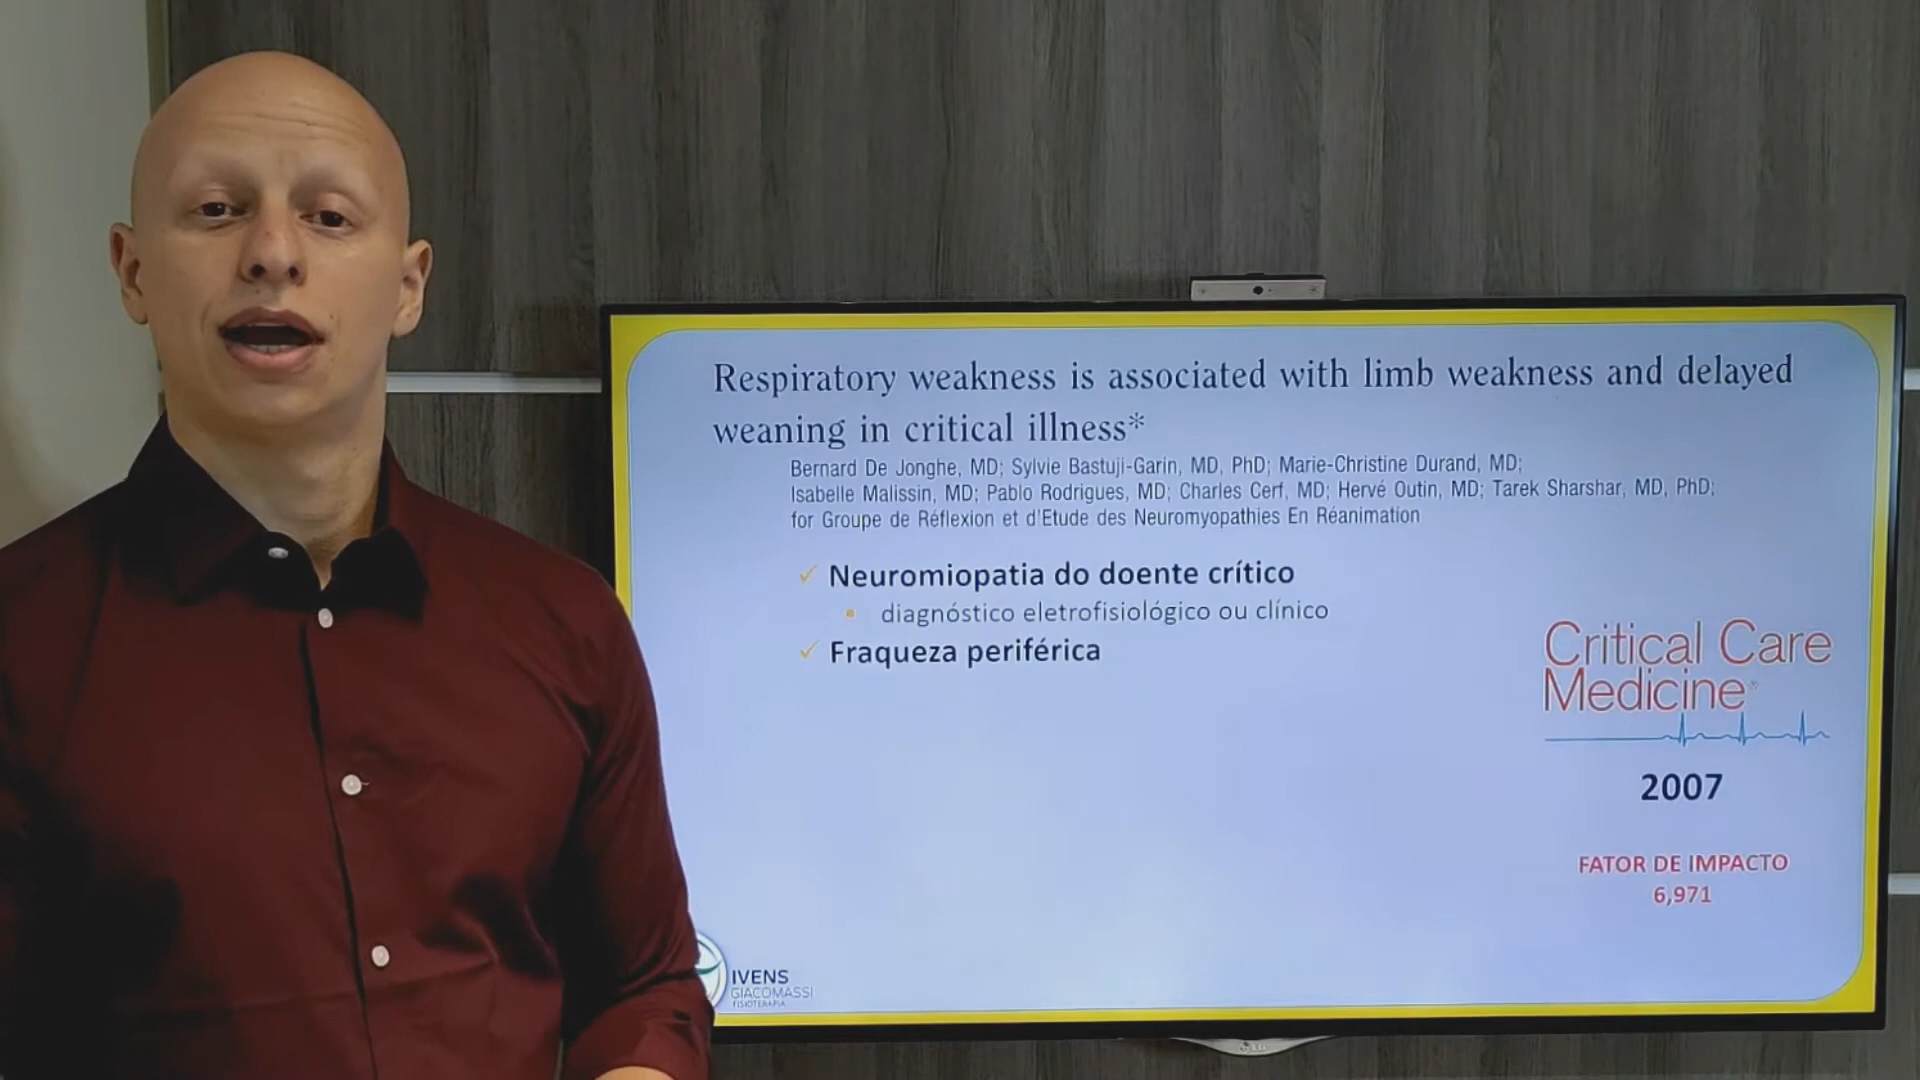 Respiratory weakness is associated with limb weakness and delayed
weaning in critical illness*
Bernard De Jonghe, MD; Sylvie Bastuji-Garin, MD, PhD; Marie-Christine Durand, MD;
Isabelle Malissin, MD; Pablo Rodrigues, MD; Charles Cerf, MD; Hervé Outin, MD; Tarek Sharshar, MD, PhD;
for Groupe de Réflexion et d'Etude des Neuromyopathies En Réanimation
✓ Neuromiopatia do doente crítico
▪ diagnóstico eletrofisiológico ou clínico
✓ Fraqueza periférica
Critical Care
Medicine
2007
FATOR DE IMPACTO
6,971
IVENS
GIACOMASSI
FISIOTERAPIA